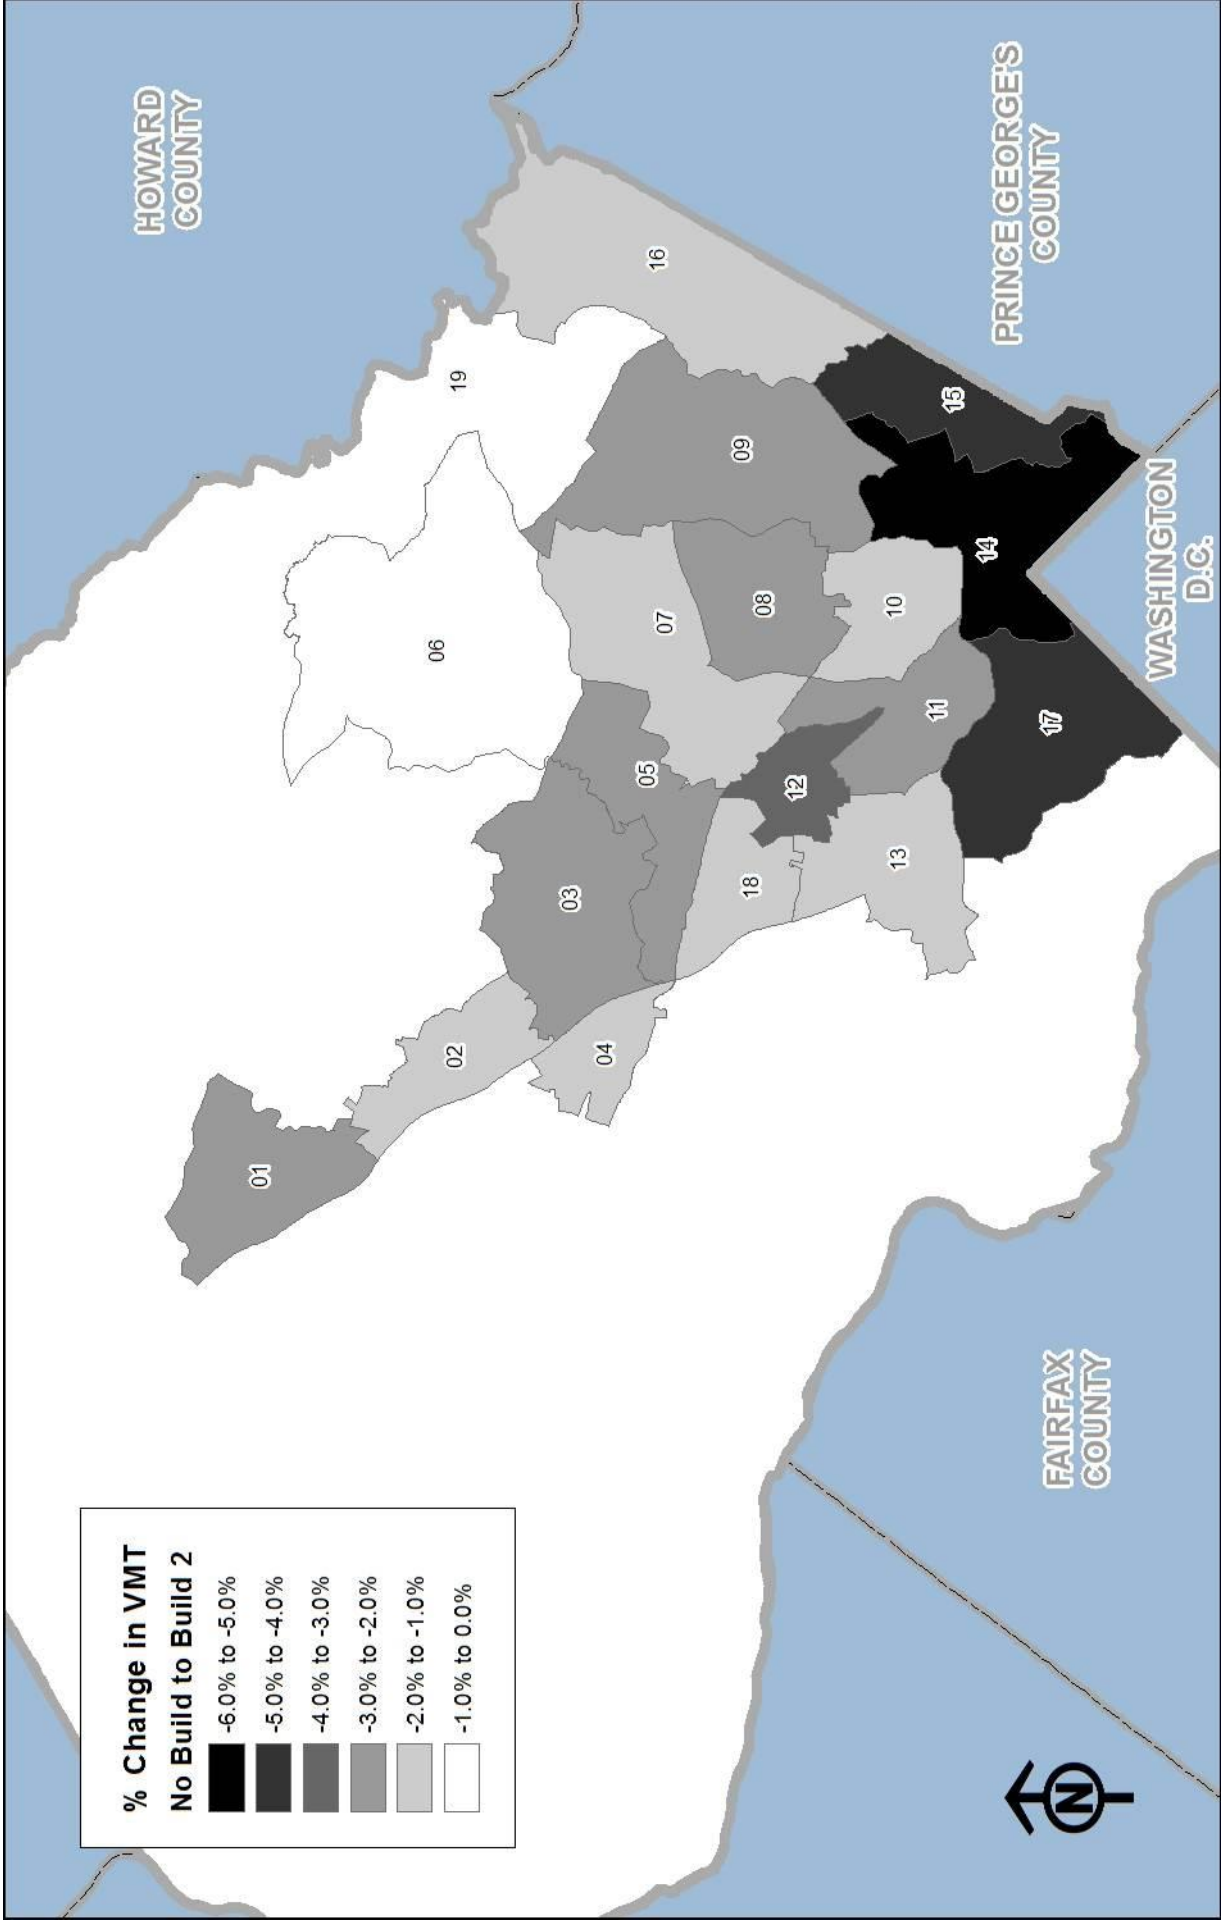 HOWARD
COUNTY
19
16
06
09
PRINCE GEORGE'S
COUNTY
15
07
08
10
14
05
11
17
WASHINGTON
D.C.
03
12
18
13
02
04
01
% Change in VMT
No Build to Build 2
-6.0% to -5.0%
-5.0% to -4.0%
-4.0% to -3.0%
-3.0% to -2.0%
-2.0% to -1.0%
-1.0% to 0.0%
FAIRFAX
COUNTY
N